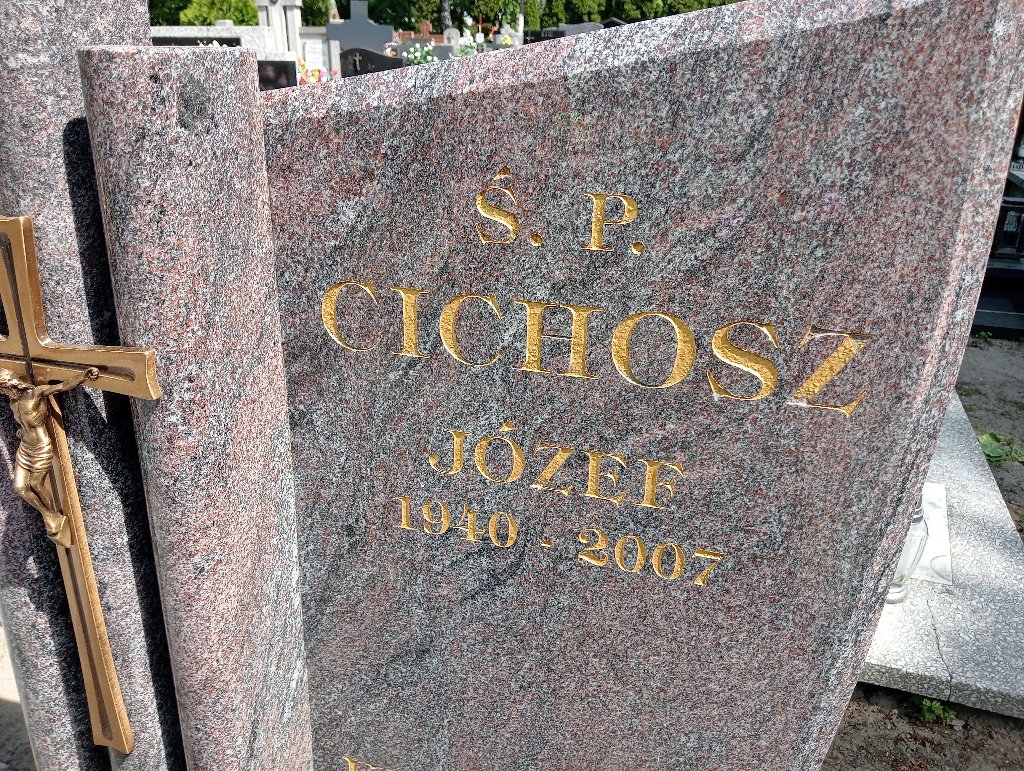 Ś. P.
CICHOSZ
JÓZEF
1940 - 2007